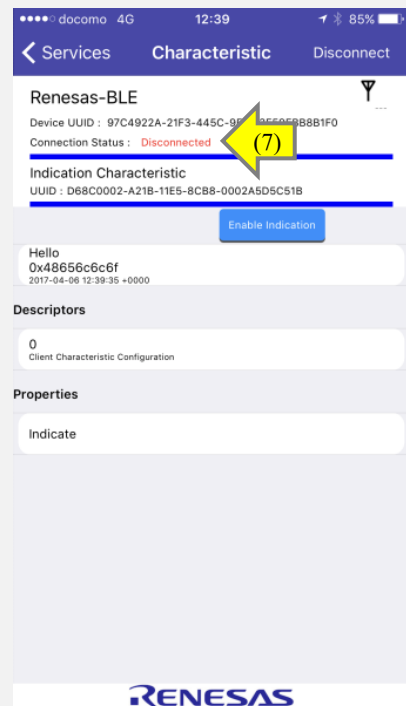 docomo 4G 12:39 85%
Services Characteristic Disconnect
Renesas-BLE
Device UUID : 97C4922A-21F3-445C-9 BB8B1F0
Connection Status : Disconnected (7)
Indication Characteristic
UUID : D68C0002-A21B-11E5-8CB8-0002A5D5C51B
Enable Indication
Hello
0x48656c6c6f
2017-04-06 12:39:35 +0000
Descriptors
0
Client Characteristic Configuration
Properties
Indicate
RENESAS